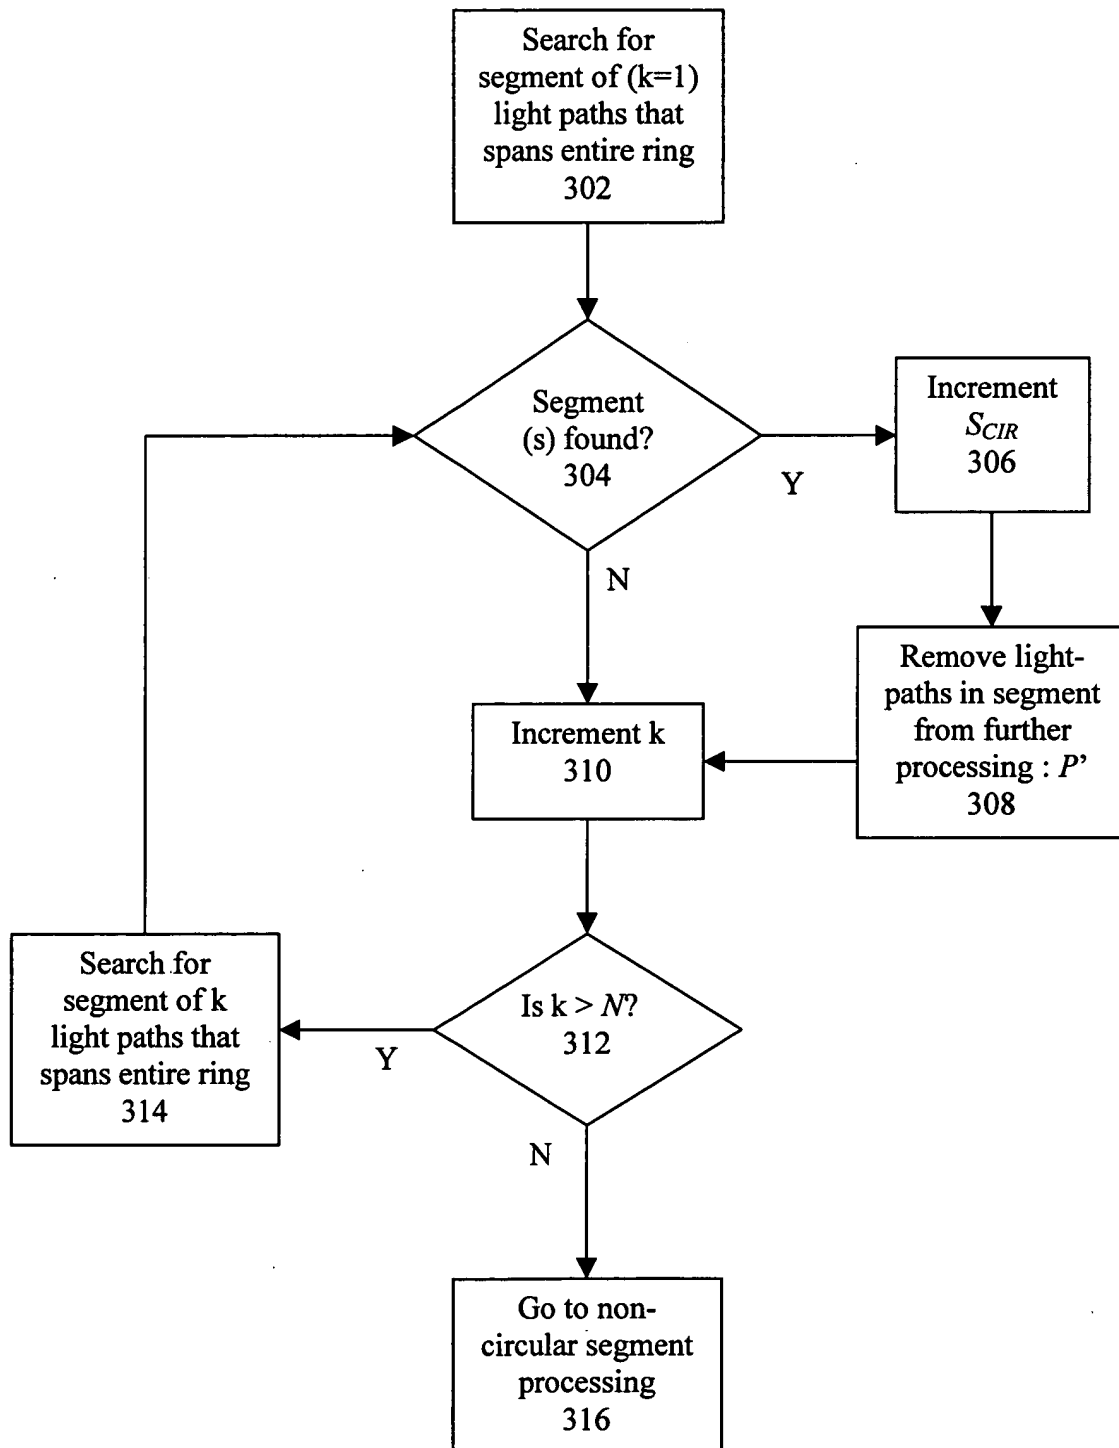 Search for
segment of (k=1)
light paths that
spans entire ring
302
Segment
(s) found?
304
Y
N
Increment
S_CIR
306
Remove light-
paths in segment
from further
processing : P’
308
Increment k
310
Is k > N?
312
Y
N
Search for
segment of k
light paths that
spans entire ring
314
Go to non-
circular segment
processing
316